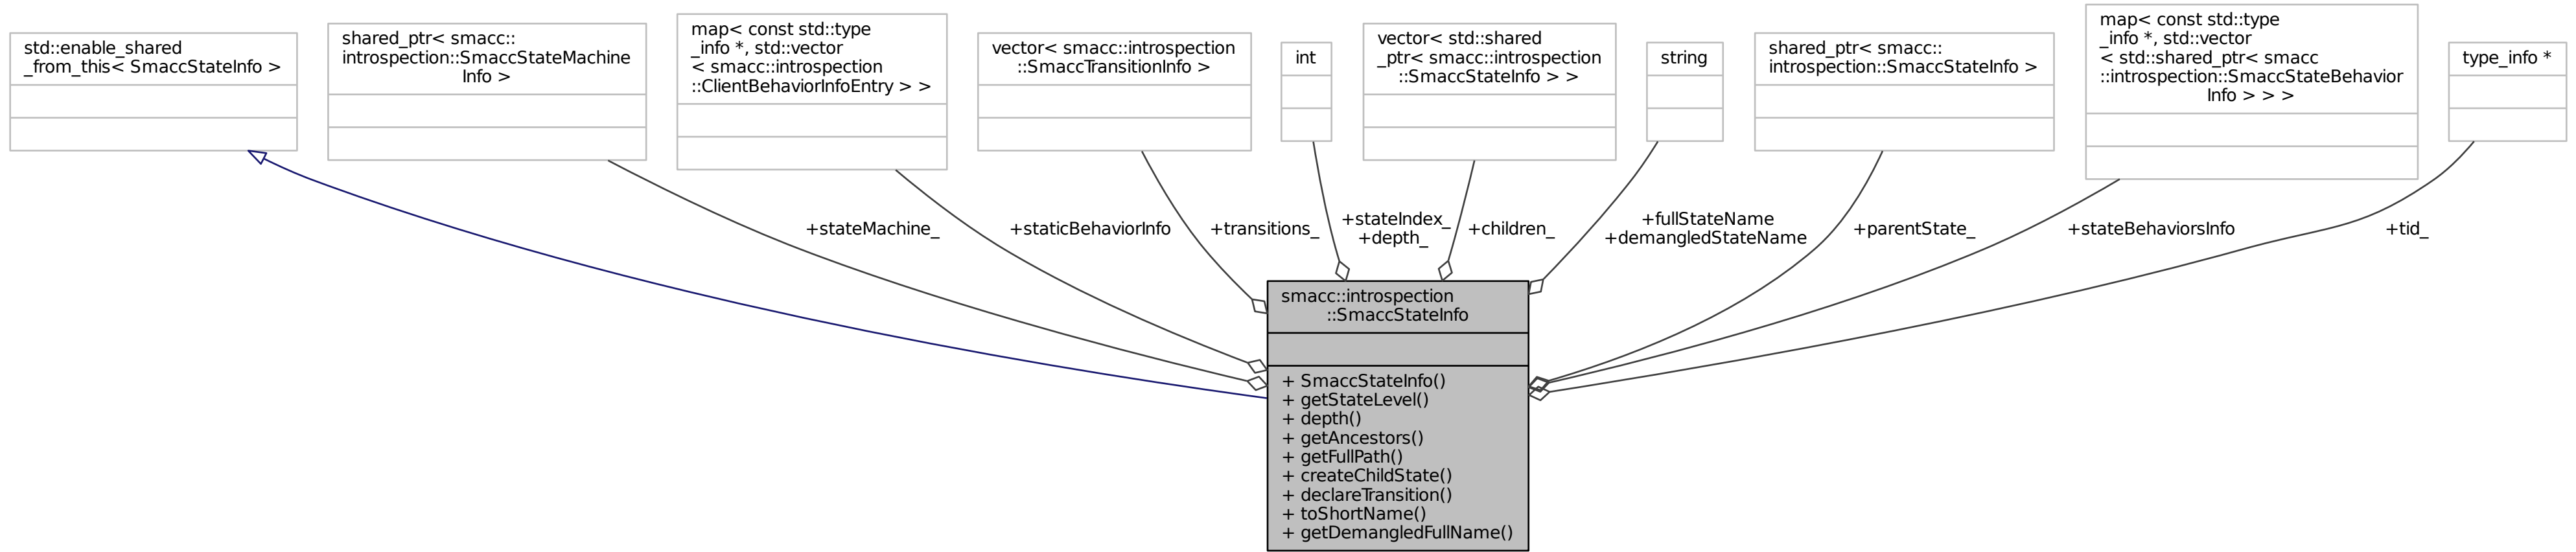 std::enable_shared
_from_this< SmaccStateInfo >
shared_ptr< smacc::
introspection::SmaccStateMachine
Info >
map< const std::type
_info *, std::vector
< smacc::introspection
::ClientBehaviorInfoEntry > >
vector< smacc::introspection
::SmaccTransitionInfo >
int
vector< std::shared
_ptr< smacc::introspection
::SmaccStateInfo > >
string
shared_ptr< smacc::
introspection::SmaccStateInfo >
map< const std::type
_info *, std::vector
< std::shared_ptr< smacc
::introspection::SmaccStateBehavior
Info > > >
type_info *
+stateMachine_
+staticBehaviorInfo
+transitions_
+stateIndex_
+depth_
+children_
+fullStateName
+demangledStateName
+parentState_
+stateBehaviorsInfo
+tid_
smacc::introspection
::SmaccStateInfo
+ SmaccStateInfo()
+ getStateLevel()
+ depth()
+ getAncestors()
+ getFullPath()
+ createChildState()
+ declareTransition()
+ toShortName()
+ getDemangledFullName()